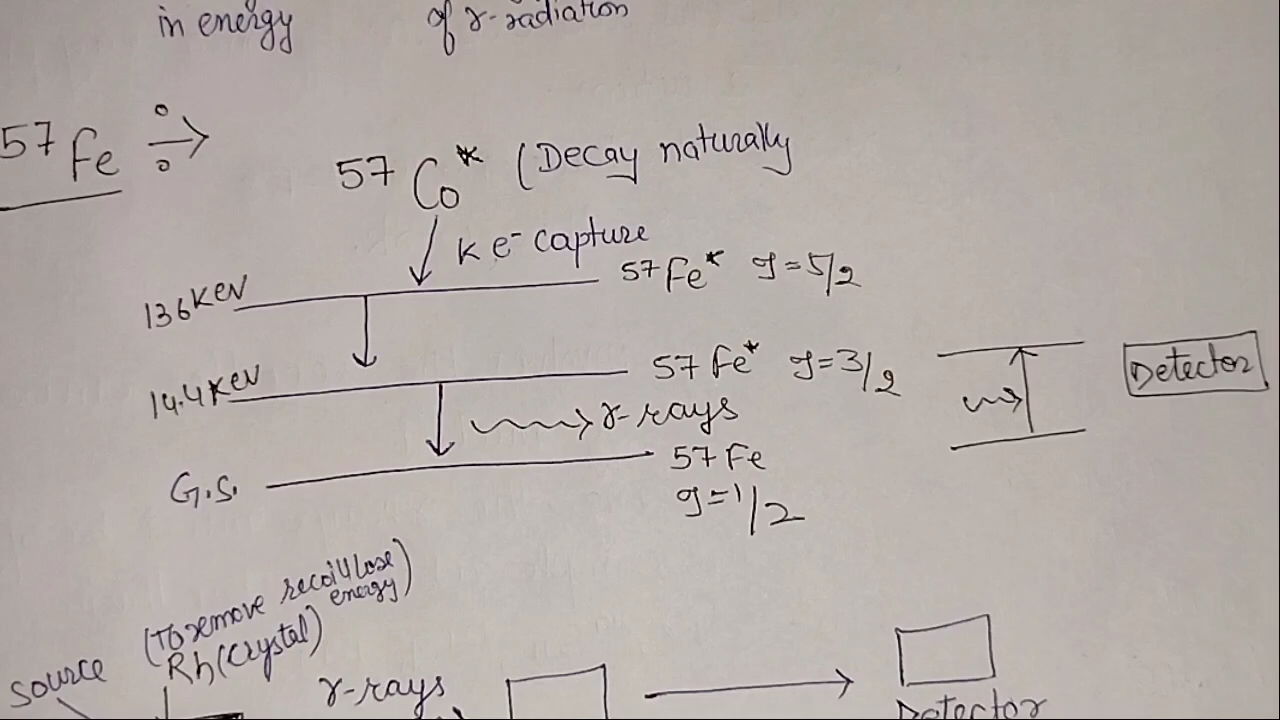 in energy of γ-radiation
57 Fe ÷→
57 Co* (Decay naturally
K e⁻ capture
136 KeV 57 Fe* I=5/2
14.4 KeV 57 Fe* I=3/2 Detector
γ-rays
G.S. 57 Fe
I=1/2
(To remove recoil lose
energy)
Source Rh (Crystal)
γ-rays
Detector